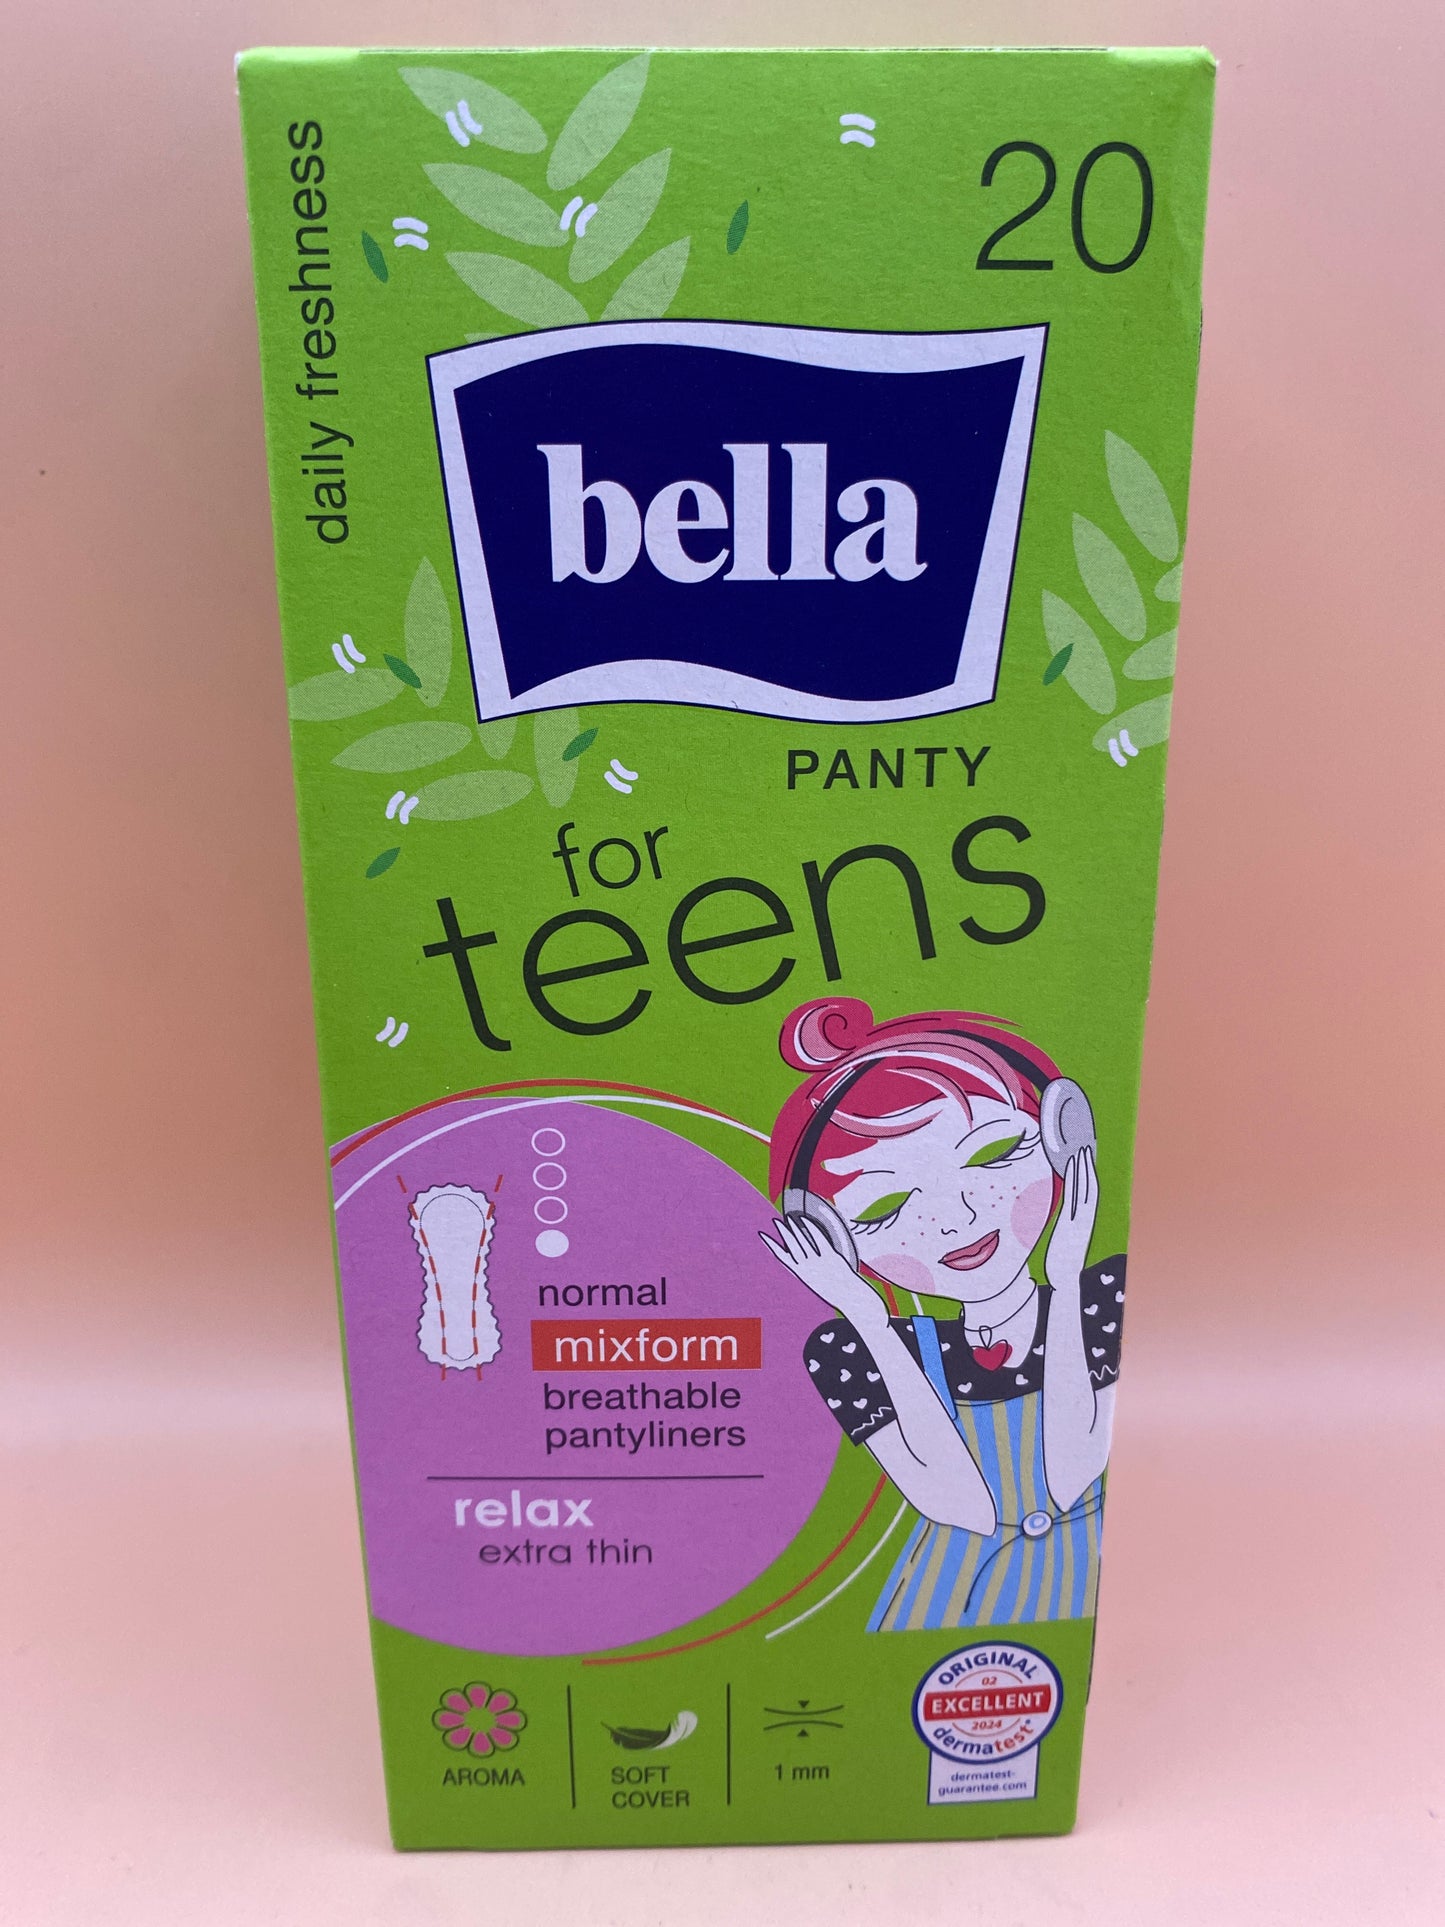 daily freshness
20
bella
PANTY
for
teens
normal
mixform
breathable
pantyliners
relax
extra thin
AROMA
SOFT
COVER
1 mm
ORIGINAL
02
EXCELLENT
2024
dermatest®
dermatest-
guarantee.com